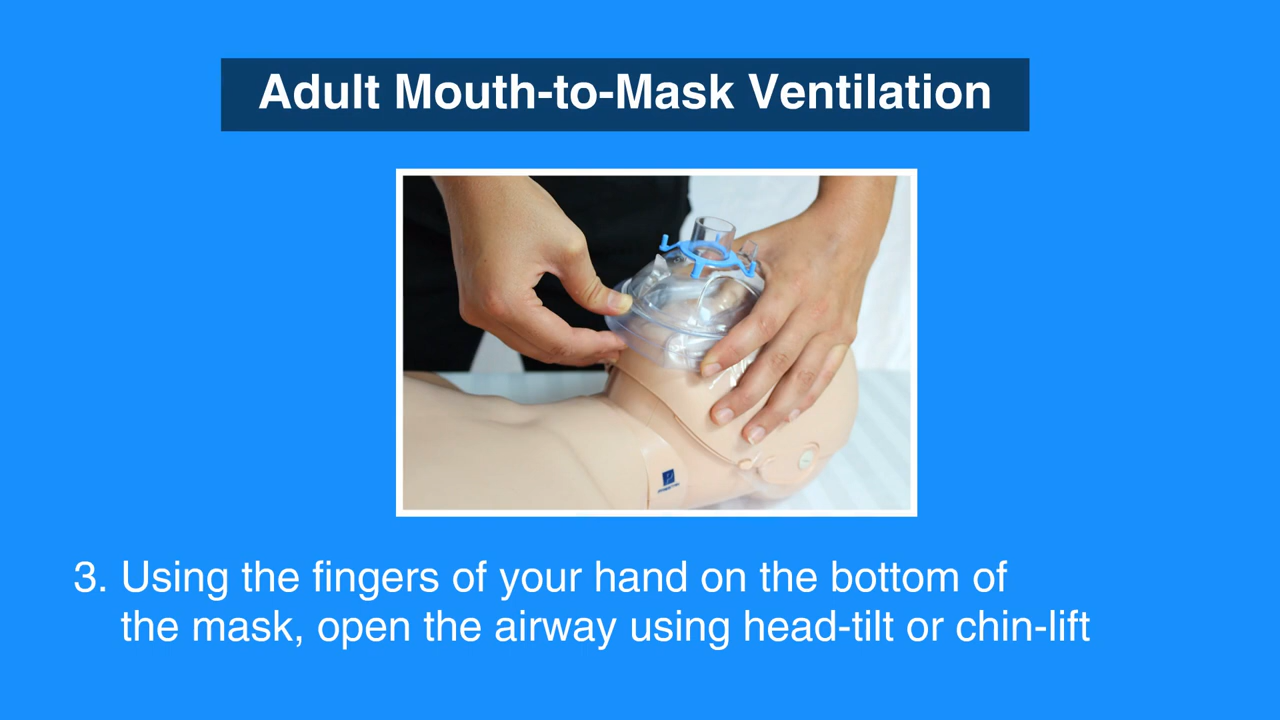 Adult Mouth-to-Mask Ventilation
3. Using the fingers of your hand on the bottom of
the mask, open the airway using head-tilt or chin-lift